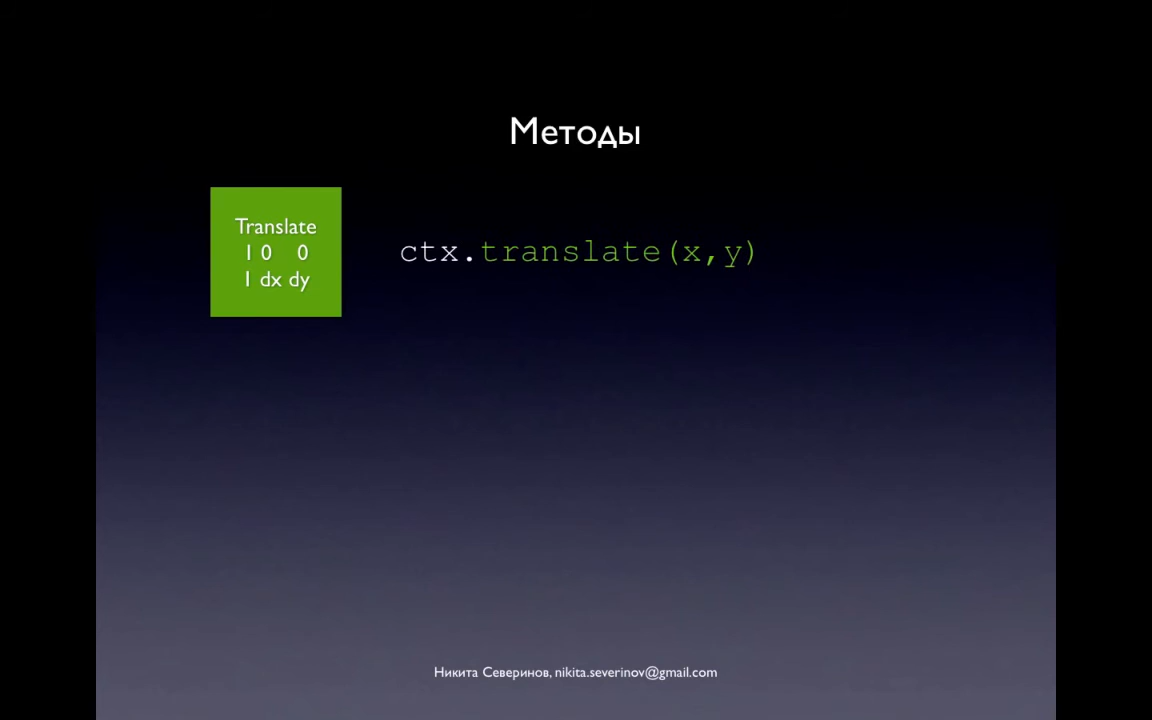 Методы
Translate
1 0 0
1 dx dy
ctx.translate(x,y)
Никита Северинов, nikita.severinov@gmail.com